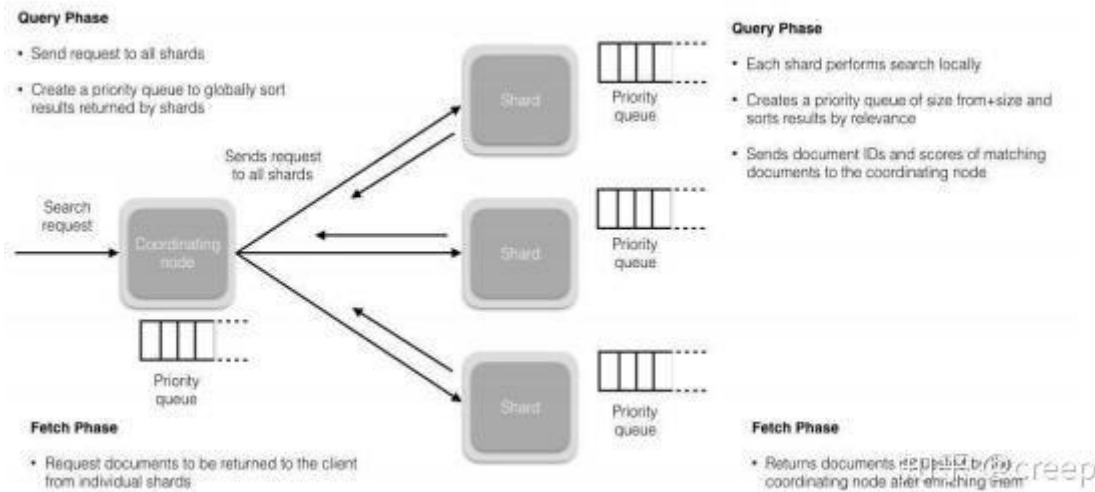 Query Phase
• Send request to all shards
• Create a priority queue to globally sort
results returned by shards
Sends request
to all shards
Search
request
Coordinating
node
Priority
queue
Fetch Phase
• Request documents to be returned to the client
from individual shards
Shard
Priority
queue
Shard
Priority
queue
Shard
Priority
queue
Query Phase
• Each shard performs search locally
• Creates a priority queue of size from+size and
sorts results by relevance
• Sends document IDs and scores of matching
documents to the coordinating node
Fetch Phase
• Returns documents by the
coordinating node after enriching them
@creep